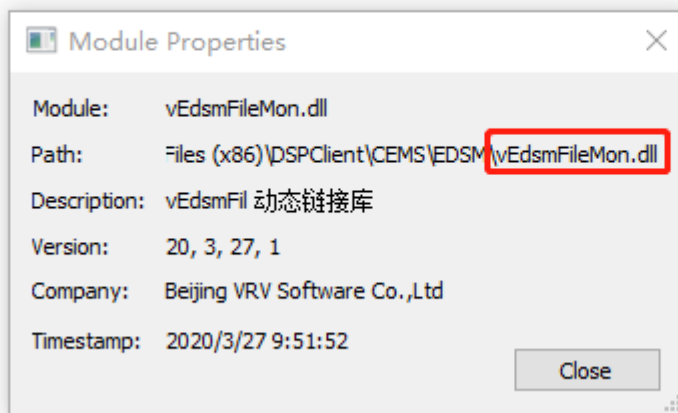 Module Properties
Module: vEdsmFileMon.dll
Path: Files (x86)\DSPClient\CEMS\EDSM\vEdsmFileMon.dll
Description: vEdsmFil 动态链接库
Version: 20, 3, 27, 1
Company: Beijing VRV Software Co.,Ltd
Timestamp: 2020/3/27 9:51:52
Close